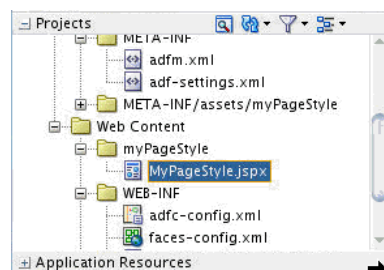 Projects
META-INF
adfm.xml
adf-settings.xml
META-INF/assets/myPageStyle
Web Content
myPageStyle
MyPageStyle.jspx
WEB-INF
adfc-config.xml
faces-config.xml
Application Resources